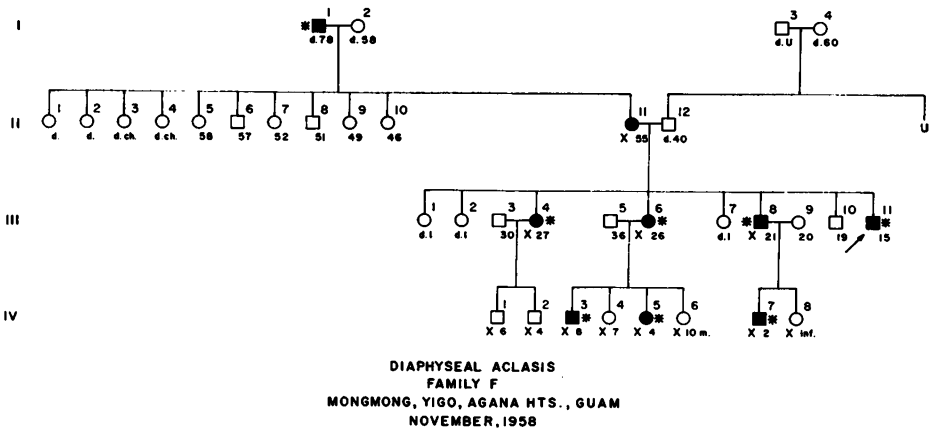 I
1 2 3 4
✱ d.78 d.58 d.U d.60
II
1 2 3 4 5 6 7 8 9 10 11 12
d. d. d.ch. d.ch. 58 57 52 51 49 46 X 55 d.40 U
III
1 2 3 4 5 6 7 8 9 10 11
✱ ✱ ✱ ✱
d.1 d.1 30 X 27 36 X 26 d.1 X 21 20 19 15
IV
1 2 3 4 5 6 7 8
✱ ✱ ✱
X 6 X 4 X 8 X 7 X 4 X 10 m. X 2 X inf.
DIAPHYSEAL ACLASIS
FAMILY F
MONGMONG, YIGO, AGANA HTS., GUAM
NOVEMBER, 1958